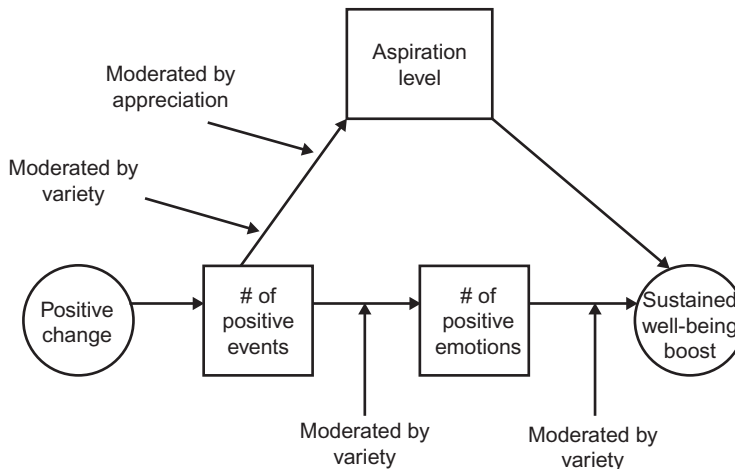 Moderated by
appreciation
Aspiration
level
Moderated by
variety
Positive
change
# of
positive
events
# of
positive
emotions
Sustained
well-being
boost
Moderated by
variety
Moderated by
variety